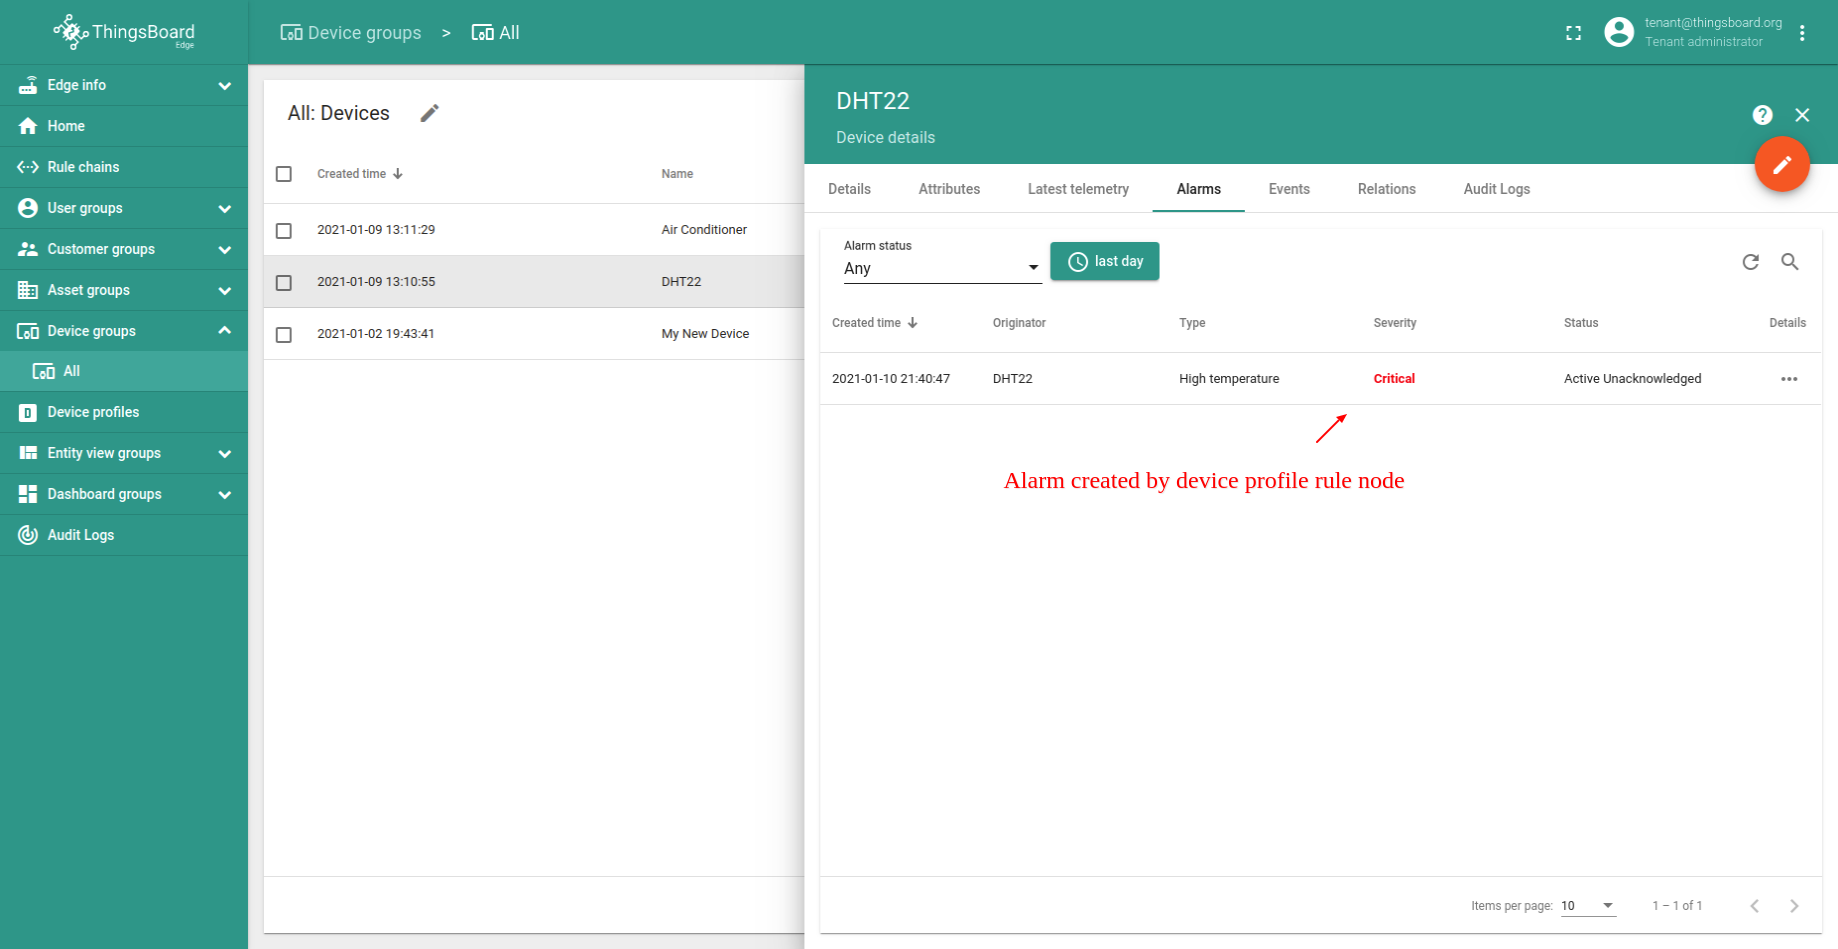 ThingsBoard
Edge
Device groups > All
tenant@thingsboard.org
Tenant administrator
Edge info
Home
Rule chains
User groups
Customer groups
Asset groups
Device groups
All
Device profiles
Entity view groups
Dashboard groups
Audit Logs
All: Devices
Created time Name
2021-01-09 13:11:29 Air Conditioner
2021-01-09 13:10:55 DHT22
2021-01-02 19:43:41 My New Device
DHT22
Device details
Details Attributes Latest telemetry Alarms Events Relations Audit Logs
Alarm status
Any
last day
Created time Originator Type Severity Status Details
2021-01-10 21:40:47 DHT22 High temperature Critical Active Unacknowledged
Alarm created by device profile rule node
Items per page: 10 1 – 1 of 1